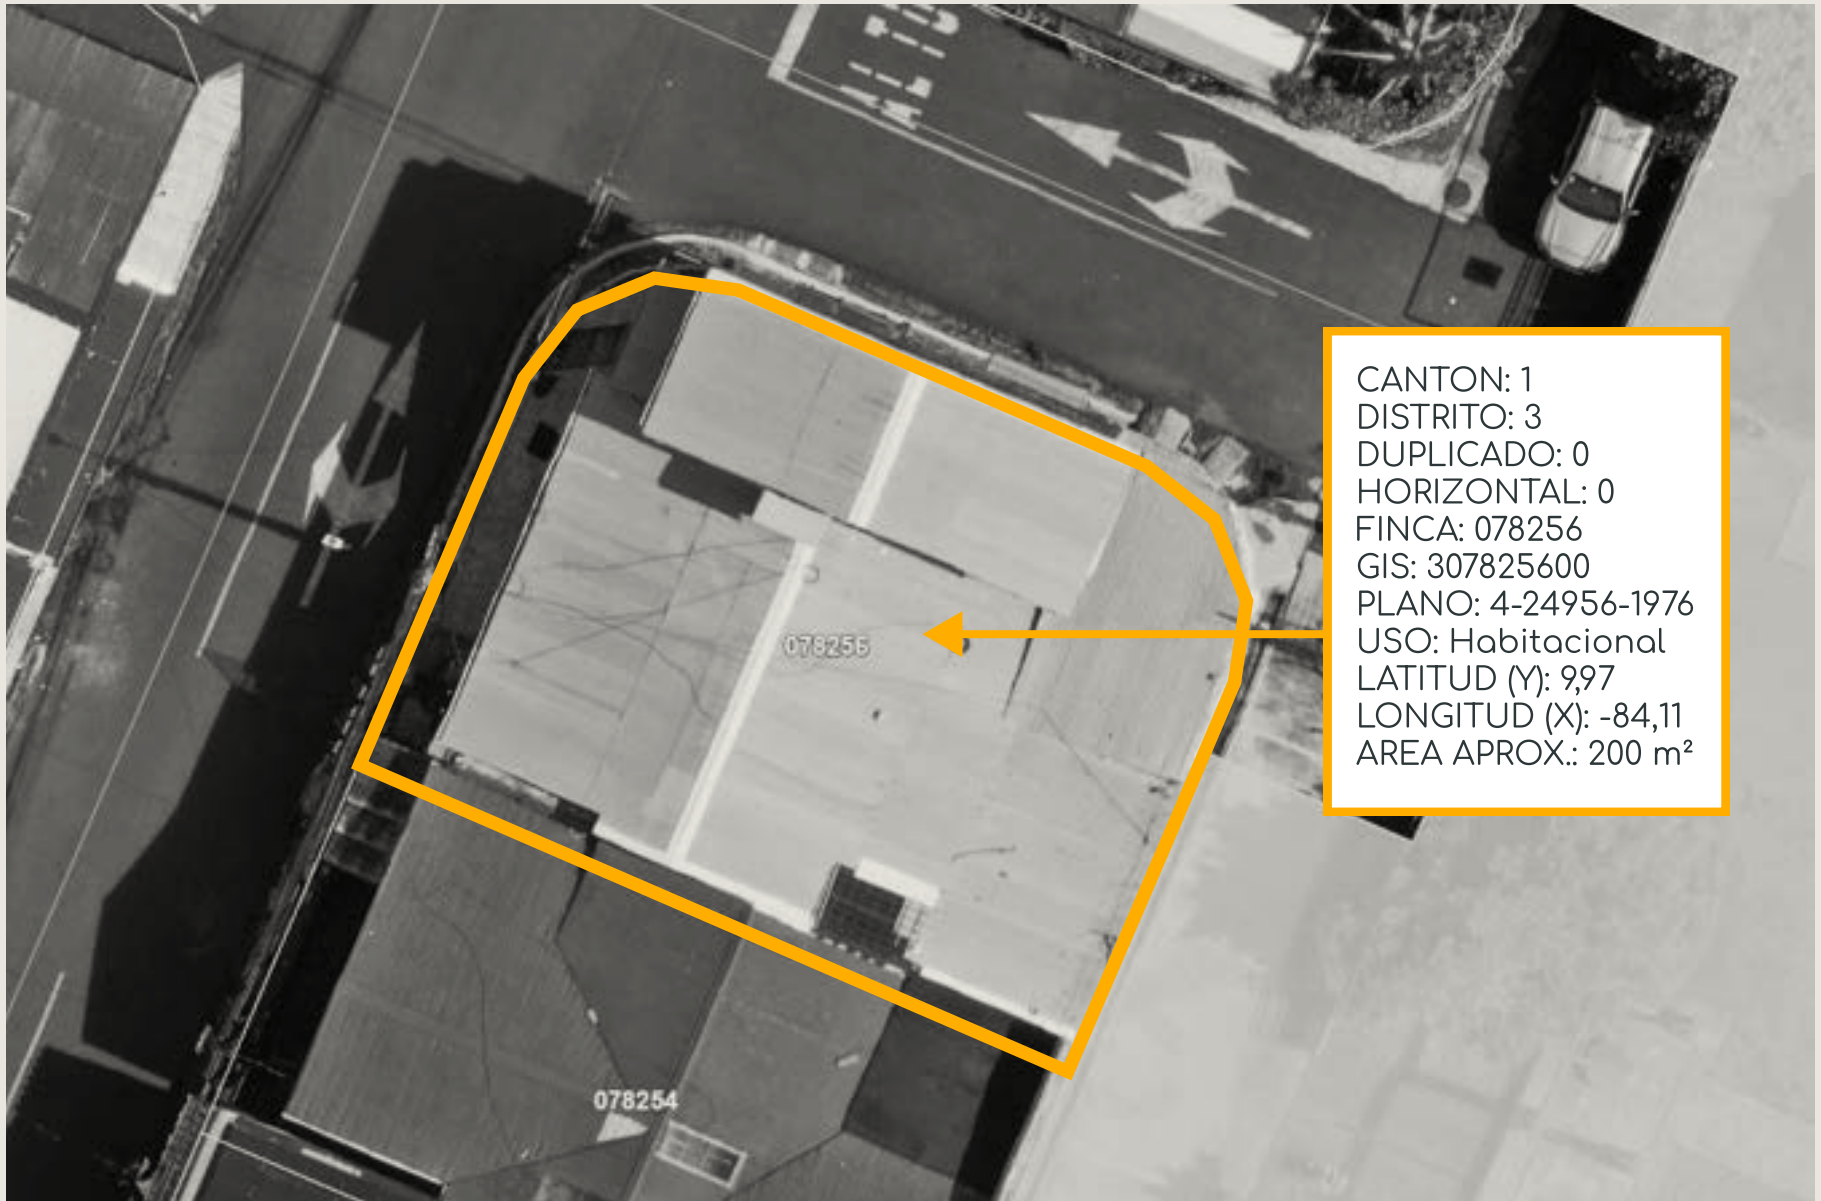 ALTO
CANTON: 1
DISTRITO: 3
DUPLICADO: 0
HORIZONTAL: 0
FINCA: 078256
GIS: 307825600
PLANO: 4-24956-1976
USO: Habitacional
LATITUD (Y): 9,97
LONGITUD (X): -84,11
AREA APROX.: 200 m²
078256
078254